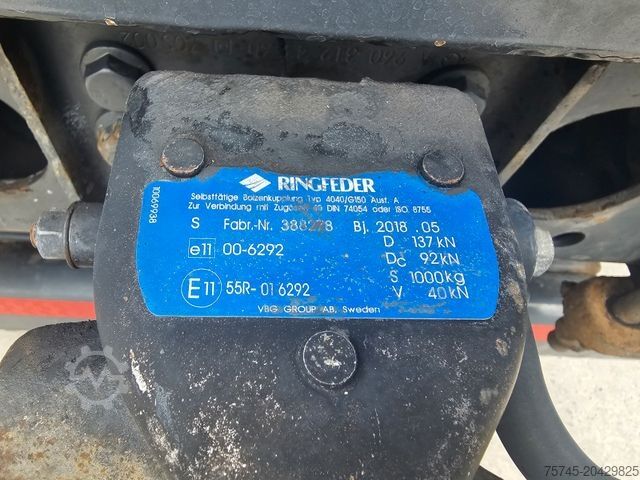 RINGFEDER
Selbsttätige Bolzenkupplung Typ 4040/G150 Ausf. A
Zur Verbindung mit Zugösen 40 DIN 74054 oder ISO 8755
S Fabr.-Nr. 388278 Bj. 2018 .05
e11 00-6292 D 137 kN
Dc 92 kN
E11 55R-01 6292 S 1000 kg
V 40 kN
VBG GROUP AB, Sweden
10069938
75745-20429825